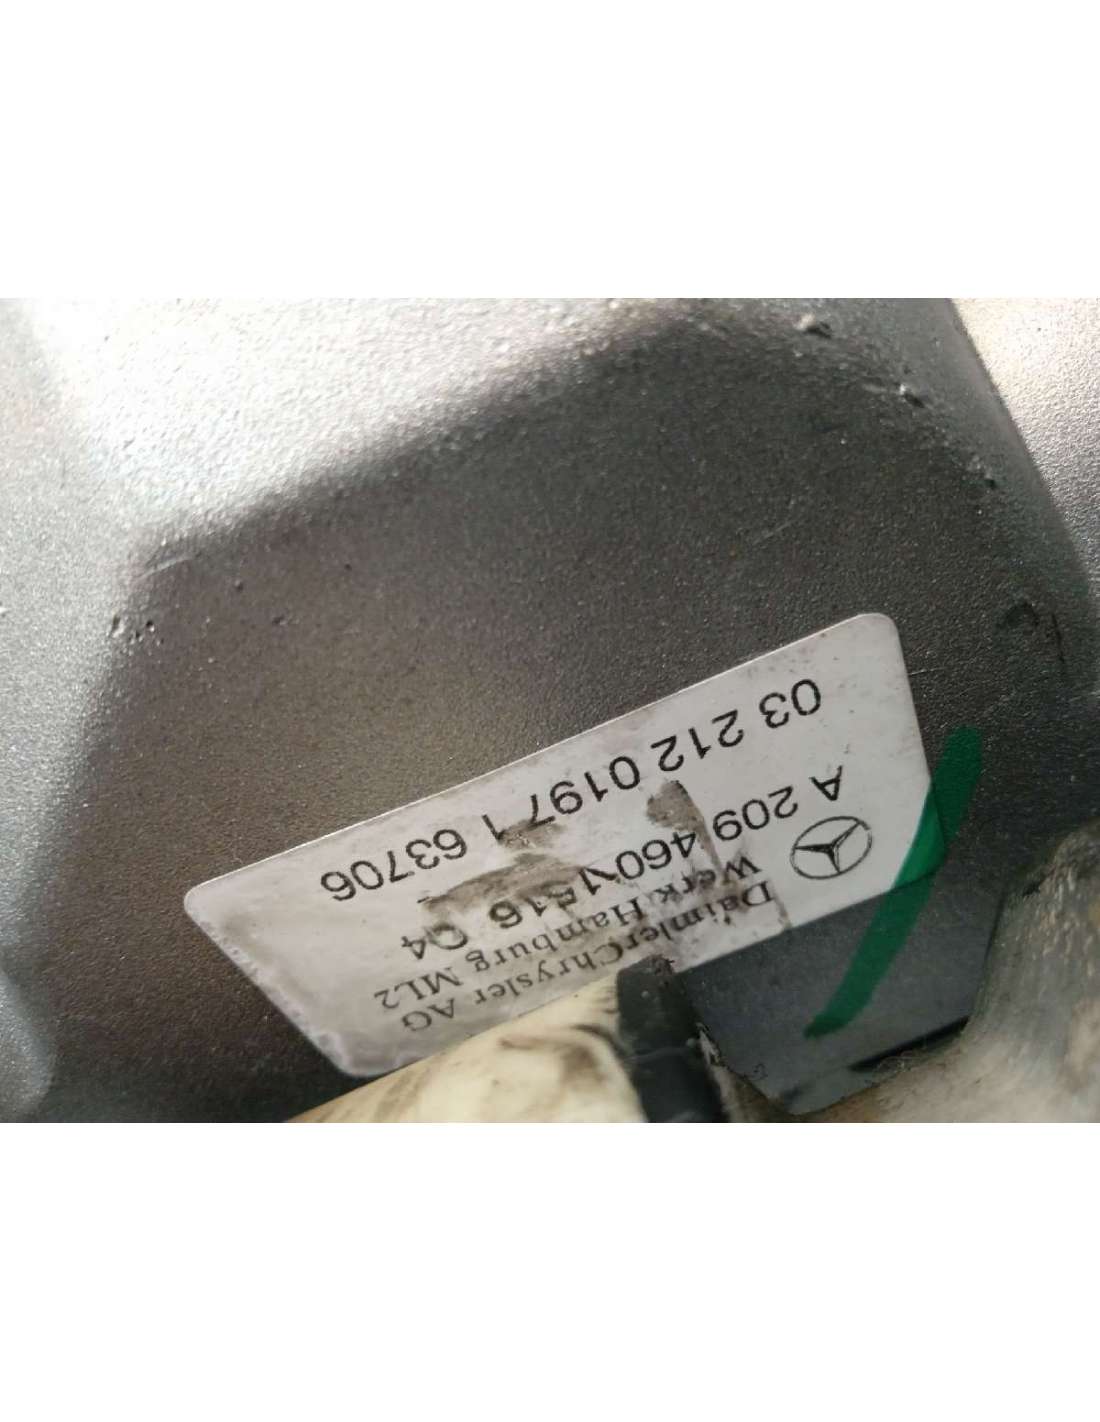 DaimlerChrysler AG
Werk Hamburg ML2
A 209 460 1516 Q4
03 212 0197 1 63706